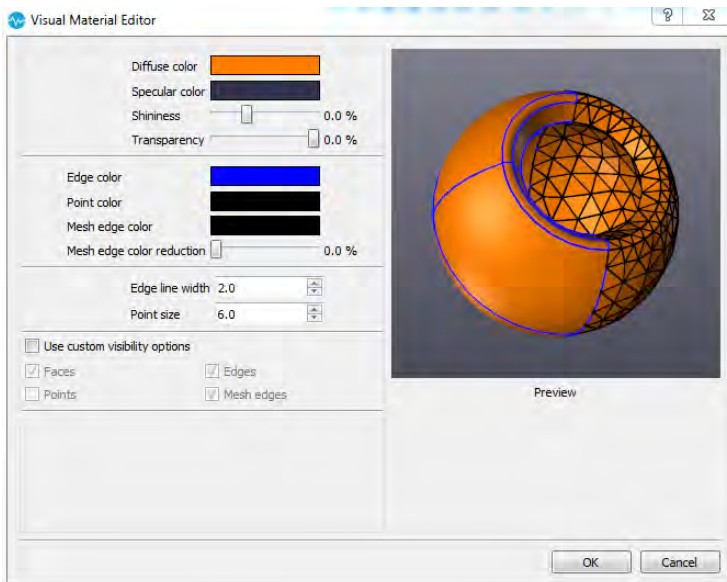 Visual Material Editor
Diffuse color
Specular color
Shininess 0.0 %
Transparency 0.0 %
Edge color
Point color
Mesh edge color
Mesh edge color reduction 0.0 %
Edge line width 2.0
Point size 6.0
Use custom visibility options
Faces Edges
Points Mesh edges
Preview
OK Cancel